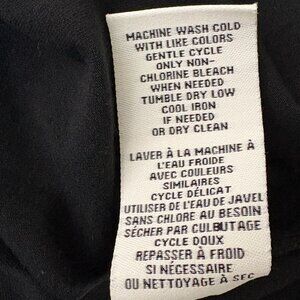 MACHINE WASH COLD
WITH LIKE COLORS
GENTLE CYCLE
ONLY NON-
CHLORINE BLEACH
WHEN NEEDED
TUMBLE DRY LOW
COOL IRON
IF NEEDED
OR DRY CLEAN
LAVER À LA MACHINE À
L'EAU FROIDE
AVEC COULEURS
SIMILAIRES
CYCLE DÉLICAT
UTILISER DE L'EAU DE JAVEL
SANS CHLORE AU BESOIN
SÉCHER PAR CULBUTAGE
CYCLE DOUX
REPASSER À FROID
SI NÉCESSAIRE
OU NETTOYAGE À SEC